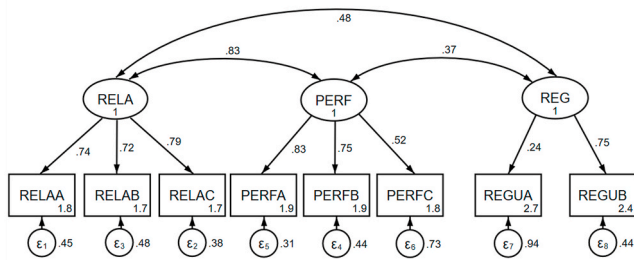 .48
.83
.37
RELA
1
PERF
1
REG
1
.74
.72
.79
.83
.75
.52
.24
.75
RELAA
1.8
RELAB
1.7
RELAC
1.7
PERFA
1.9
PERFB
1.9
PERFC
1.8
REGUA
2.7
REGUB
2.4
ε1 .45
ε3 .48
ε2 .38
ε5 .31
ε4 .44
ε6 .73
ε7 .94
ε8 .44